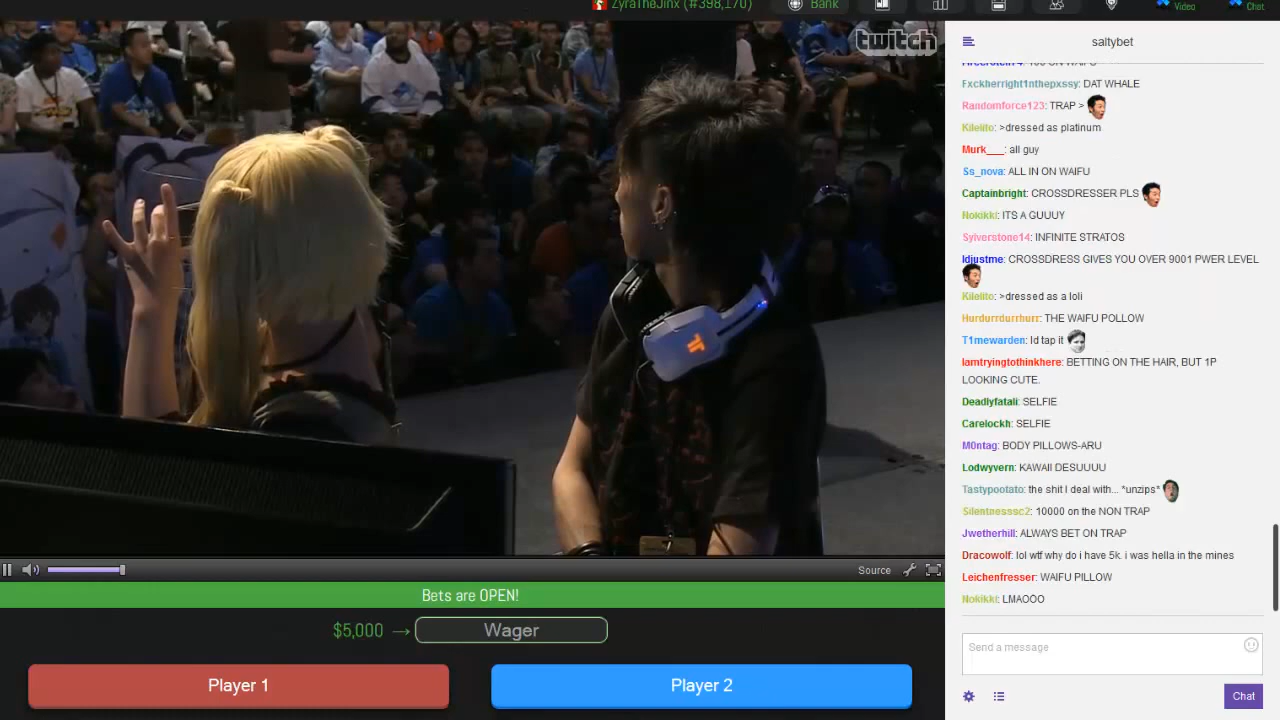 ZyraTheJinx (#398,170)
Bank
Video
Chat
twitch
saltybet
Fxckherright1nthepxssy: DAT WHALE
Randomforce123: TRAP >
Kilelito: >dressed as platinum
Murk___: all guy
Ss_nova: ALL IN ON WAIFU
Captainbright: CROSSDRESSER PLS
Nokikki: ITS A GUUUY
Sylverstone14: INFINITE STRATOS
Idjustme: CROSSDRESS GIVES YOU OVER 9001 PWER LEVEL
Kilelito: >dressed as a loli
Hurdurrdurrhurr: THE WAIFU POLLOW
T1mewarden: Id tap it
Iamtryingtothinkhere: BETTING ON THE HAIR, BUT 1P
LOOKING CUTE.
Deadlyfatali: SELFIE
Carelockh: SELFIE
M0ntag: BODY PILLOWS-ARU
Lodwyvern: KAWAII DESUUUU
Tastypootato: the shit I deal with... *unzips*
Silentnesssc2: 10000 on the NON TRAP
Jwetherhill: ALWAYS BET ON TRAP
Dracowolf: lol wtf why do i have 5k. i was hella in the mines
Leichenfresser: WAIFU PILLOW
Nokikki: LMAOOO
Source
Bets are OPEN!
$5,000 → Wager
Player 1
Player 2
Send a message
Chat